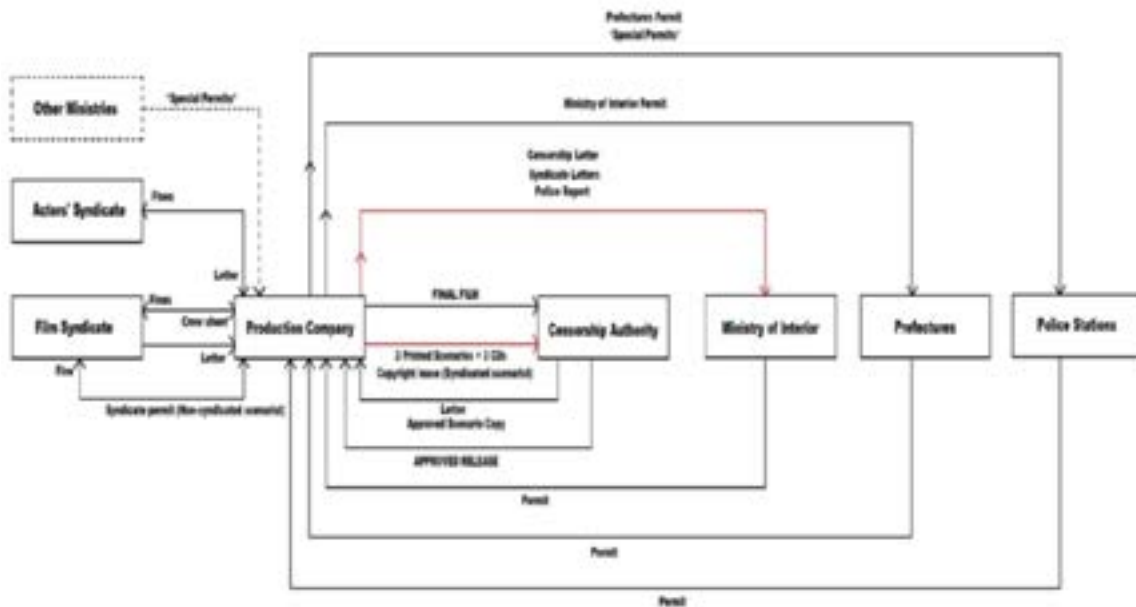 Prefectures Permit
"Special Permits"
Other Ministries
"Special Permits"
Ministry of Interior Permit
Censorship Letter
Syndicate Letters
Police Report
Actors' Syndicate
Fines
Letter
Film Syndicate
Fines
Crew sheet
Letter
Fine
Syndicate permit (Non-syndicated scenarist)
Production Company
FINAL FILM
2 Printed Scenarios + 2 CDs
Copyright lease (Syndicated scenarist)
Censorship Authority
Ministry of Interior
Prefectures
Police Stations
Letter
Approved Scenario Copy
APPROVED RELEASE
Permit
Permit
Permit